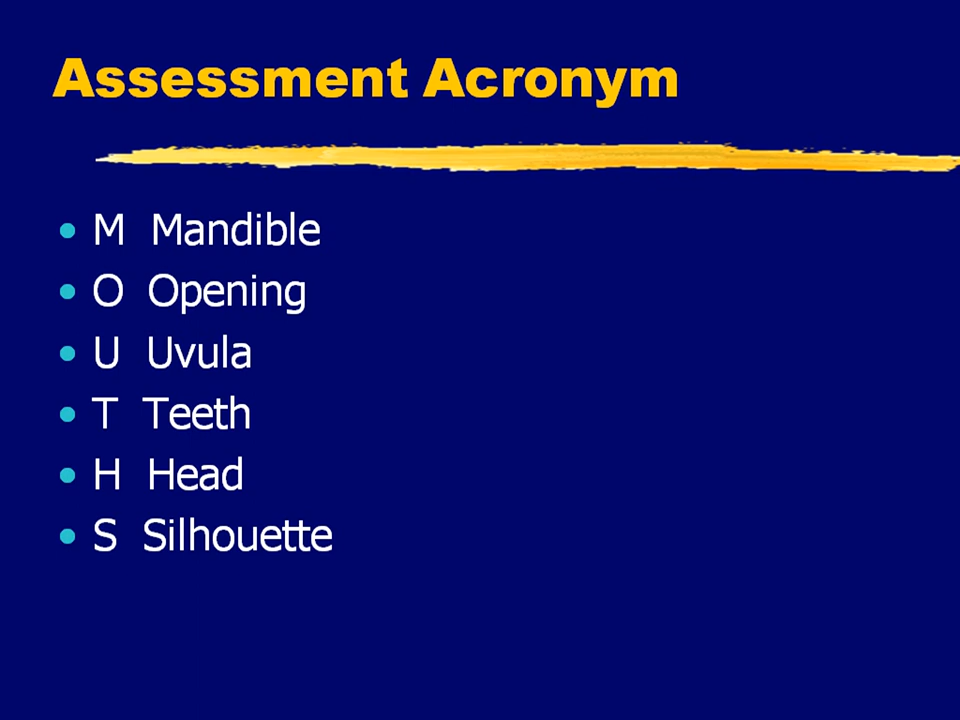 Assessment Acronym
• M Mandible
• O Opening
• U Uvula
• T Teeth
• H Head
• S Silhouette